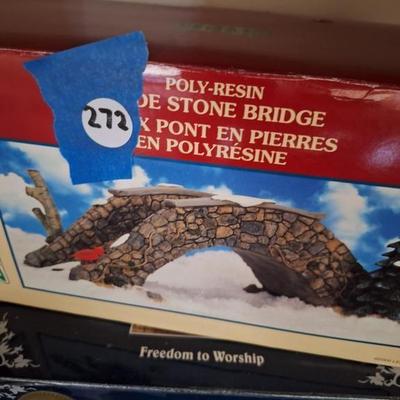 POLY-RESIN
DE STONE BRIDGE
X PONT EN PIERRES
EN POLYRÉSINE
272
Freedom to Worship